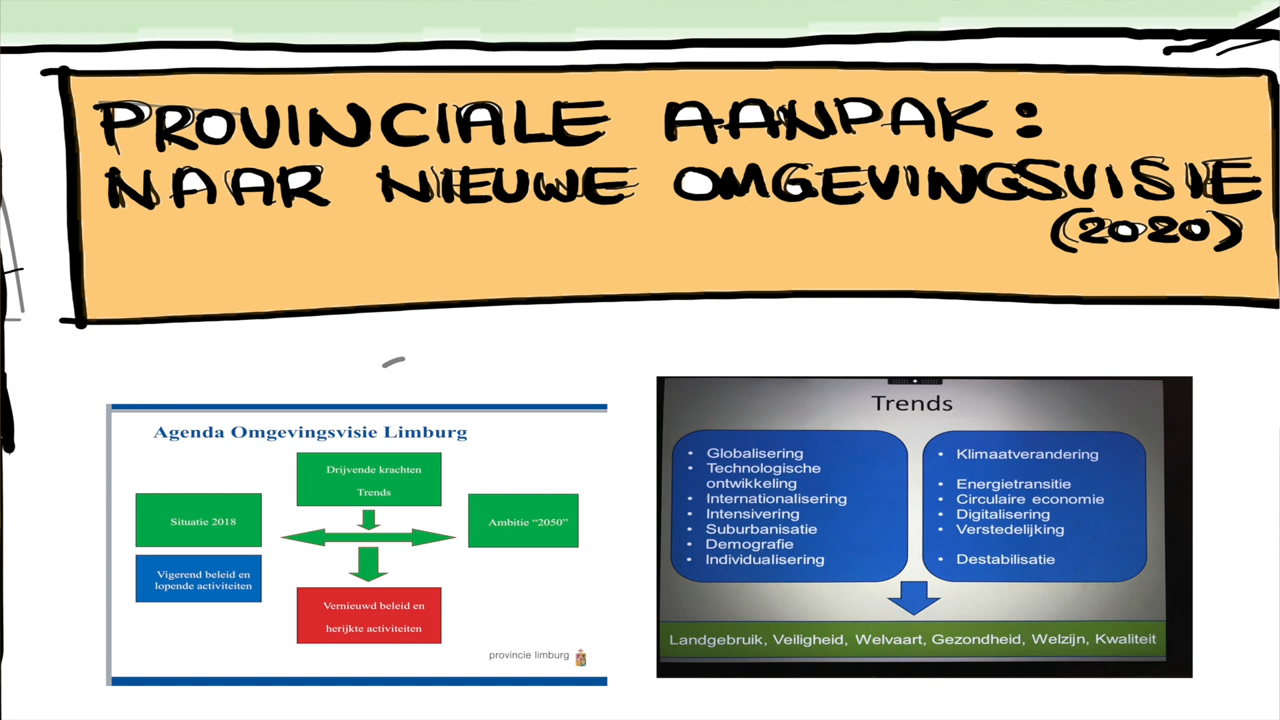 PROVINCIALE AANPAK:
NAAR NIEUWE OMGEVINGSVISIE
(2020)
Agenda Omgevingsvisie Limburg
Drijvende krachten
Trends
Situatie 2018
Ambitie “2050”
Vigerend beleid en
lopende activiteiten
Vernieuwd beleid en
herijkte activiteiten
provincie limburg
Trends
• Globalisering
• Technologische
ontwikkeling
• Internationalisering
• Intensivering
• Suburbanisatie
• Demografie
• Individualisering
• Klimaatverandering
• Energietransitie
• Circulaire economie
• Digitalisering
• Verstedelijking
• Destabilisatie
Landgebruik, Veiligheid, Welvaart, Gezondheid, Welzijn, Kwaliteit